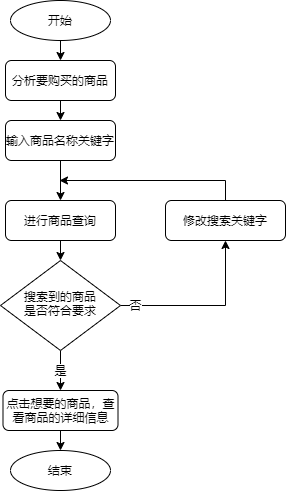 开始
分析要购买的商品
输入商品名称关键字
进行商品查询
修改搜索关键字
搜索到的商品
是否符合要求
否
是
点击想要的商品，查
看商品的详细信息
结束